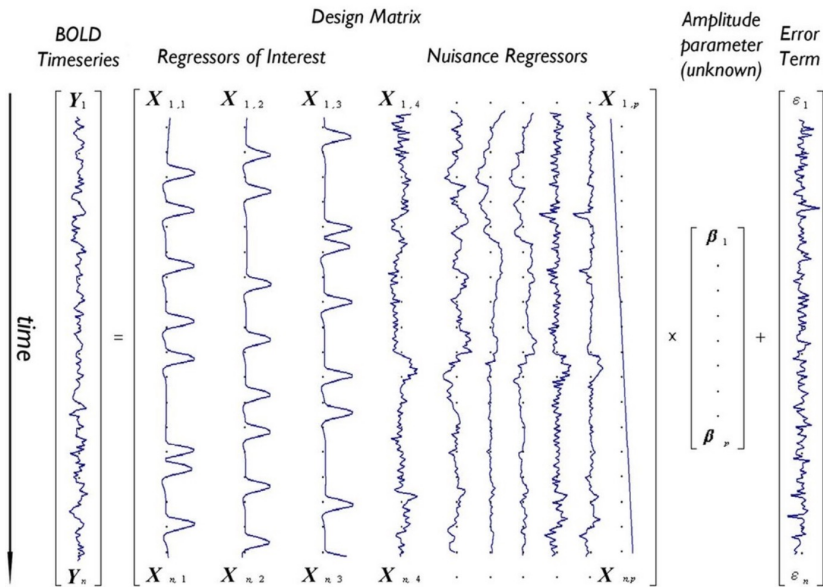 Design Matrix
BOLD
Timeseries
Regressors of Interest
Nuisance Regressors
Amplitude
parameter
(unknown)
Error
Term
Y1 X1,1 X1,2 X1,3 X1,4 . . . . . X1,p ε1
time
= x β1 . . . . . . βp +
Yn Xn,1 Xn,2 Xn,3 Xn,4 . . . . . Xn,p εn